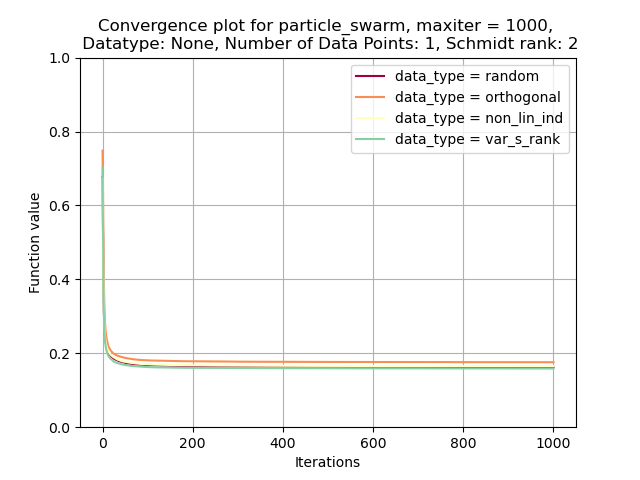 Convergence plot for particle_swarm, maxiter = 1000,
Datatype: None, Number of Data Points: 1, Schmidt rank: 2
data_type = random
data_type = orthogonal
data_type = non_lin_ind
data_type = var_s_rank
Function value
1.0
0.8
0.6
0.4
0.2
0.0
0 200 400 600 800 1000
Iterations